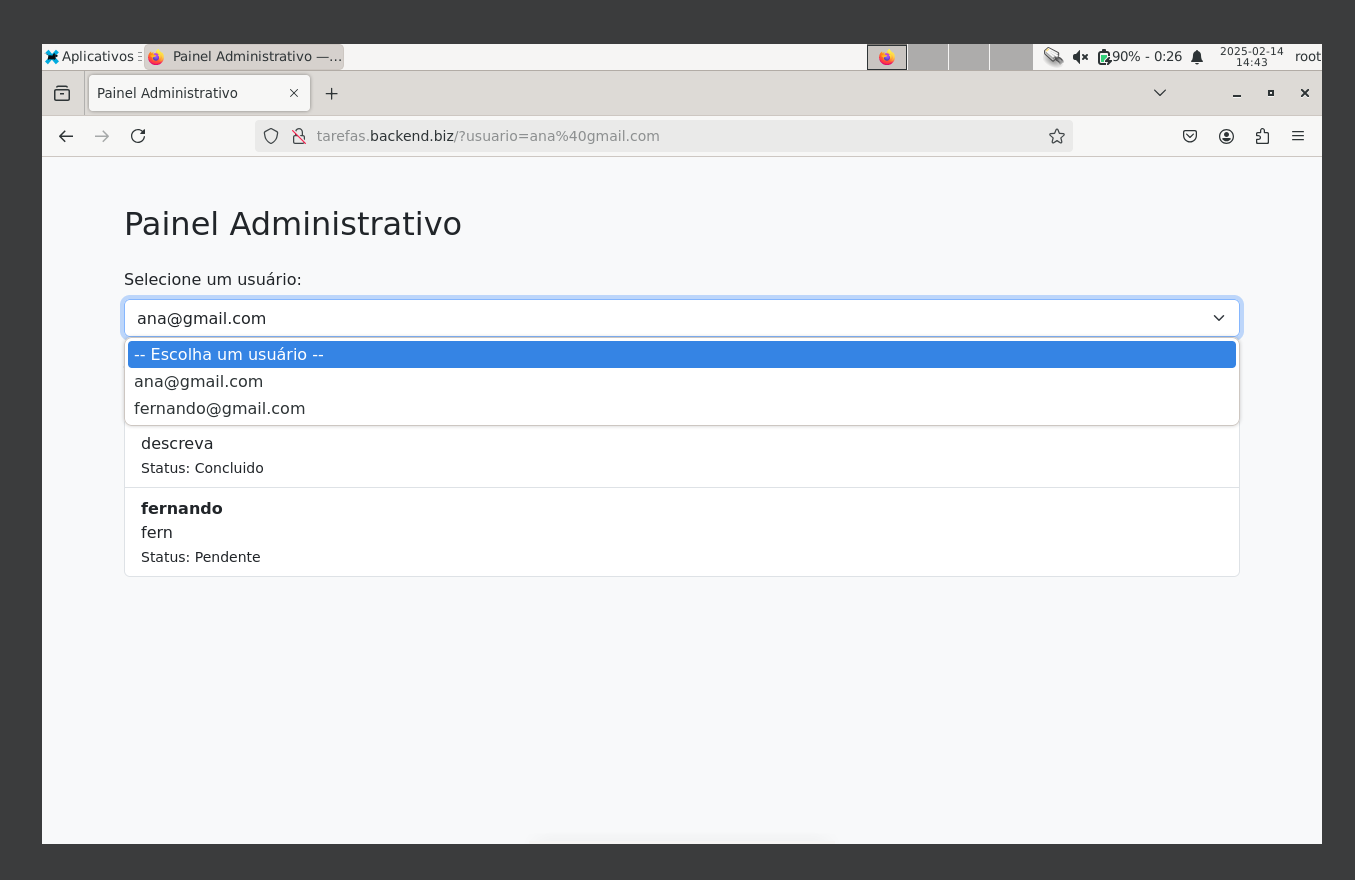 Aplicativos
Painel Administrativo —...
90% - 0:26
2025-02-14
14:43
root
Painel Administrativo
tarefas.backend.biz/?usuario=ana%40gmail.com
Painel Administrativo
Selecione um usuário:
ana@gmail.com
-- Escolha um usuário --
ana@gmail.com
fernando@gmail.com
descreva
Status: Concluido
fernando
fern
Status: Pendente